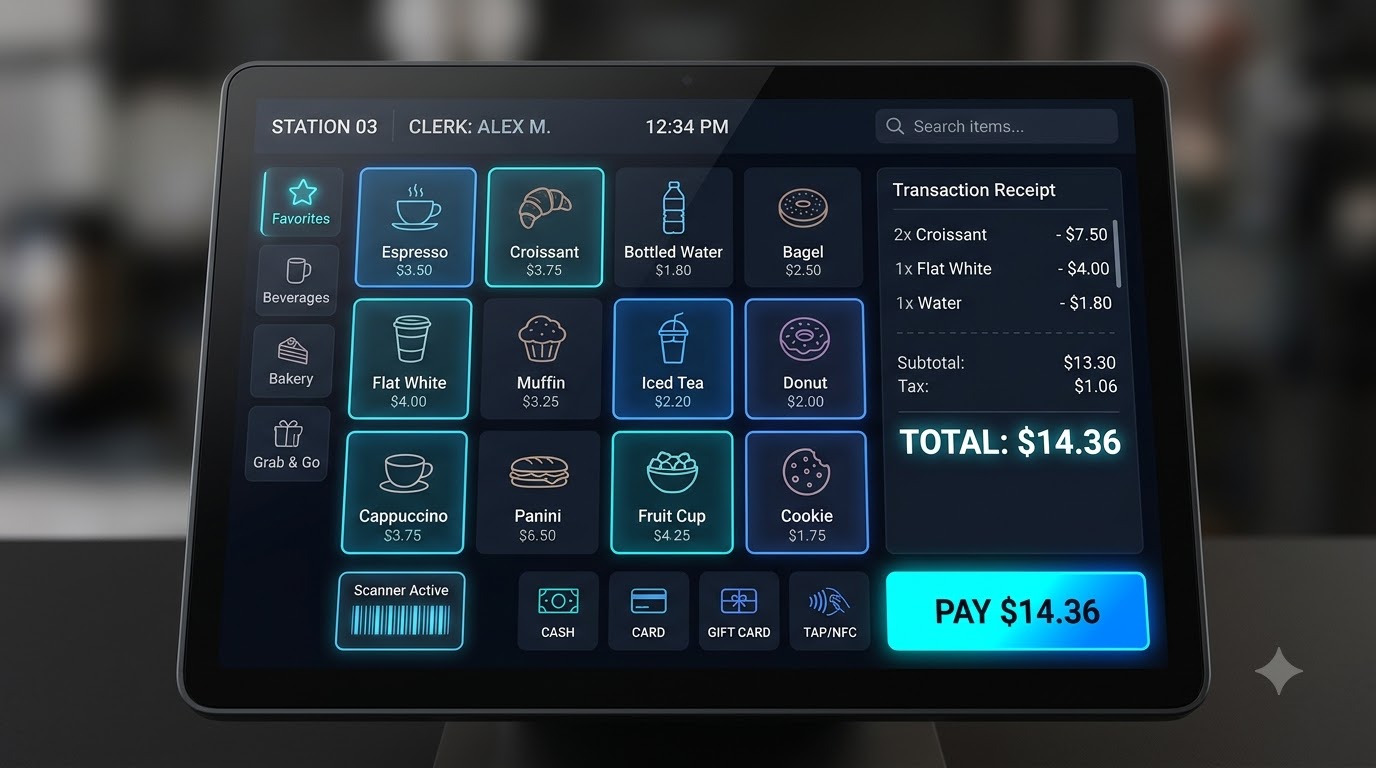 STATION 03
CLERK: ALEX M.
12:34 PM
Search items...
Favorites
Beverages
Bakery
Grab & Go
Espresso
$3.50
Croissant
$3.75
Bottled Water
$1.80
Bagel
$2.50
Flat White
$4.00
Muffin
$3.25
Iced Tea
$2.20
Donut
$2.00
Cappuccino
$3.75
Panini
$6.50
Fruit Cup
$4.25
Cookie
$1.75
Scanner Active
CASH
CARD
GIFT CARD
TAP/NFC
Transaction Receipt
2x Croissant - $7.50
1x Flat White - $4.00
1x Water - $1.80
Subtotal: $13.30
Tax: $1.06
TOTAL: $14.36
PAY $14.36